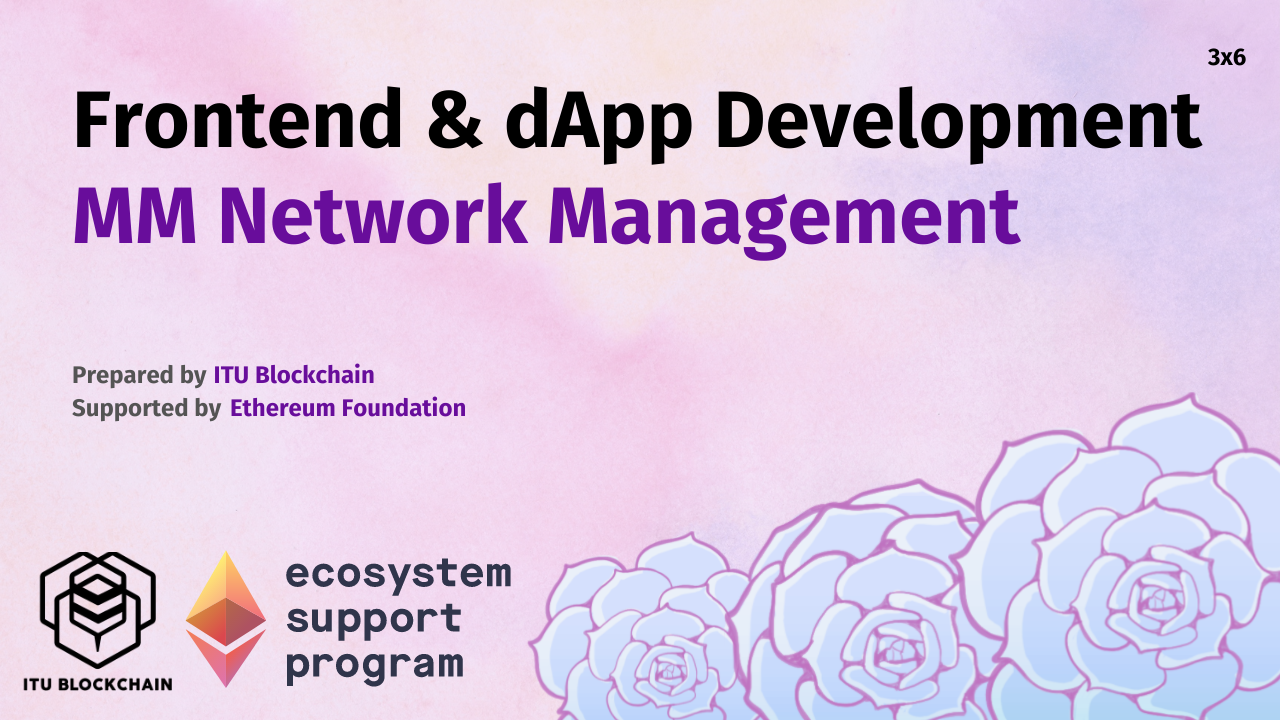 3x6
Frontend & dApp Development
MM Network Management
Prepared by ITU Blockchain
Supported by Ethereum Foundation
ITU BLOCKCHAIN
ecosystem
support
program